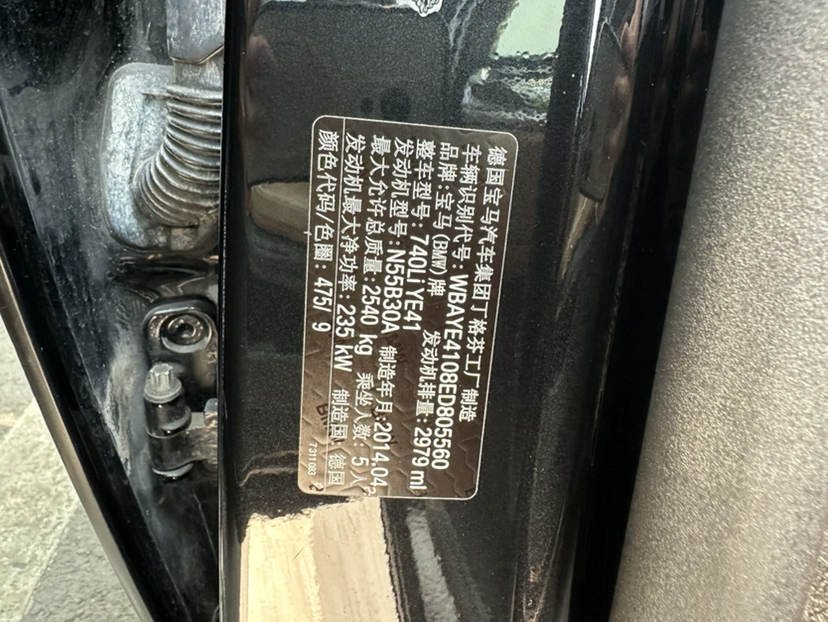 德国宝马汽车集团丁格芬工厂 制造
车辆识别代号: WBAYE4108ED805560
品牌: 宝马 (BMW) 牌 发动机排量: 2979 ml
整车型号: 740Li YE41
发动机型号: N55B30A 制造年月: 2014.04
最大允许总质量: 2540 kg 乘坐人数: 5人
发动机最大净功率: 235 kW 制造国: 德国
颜色代码/色圈: 475/ 9
7311083